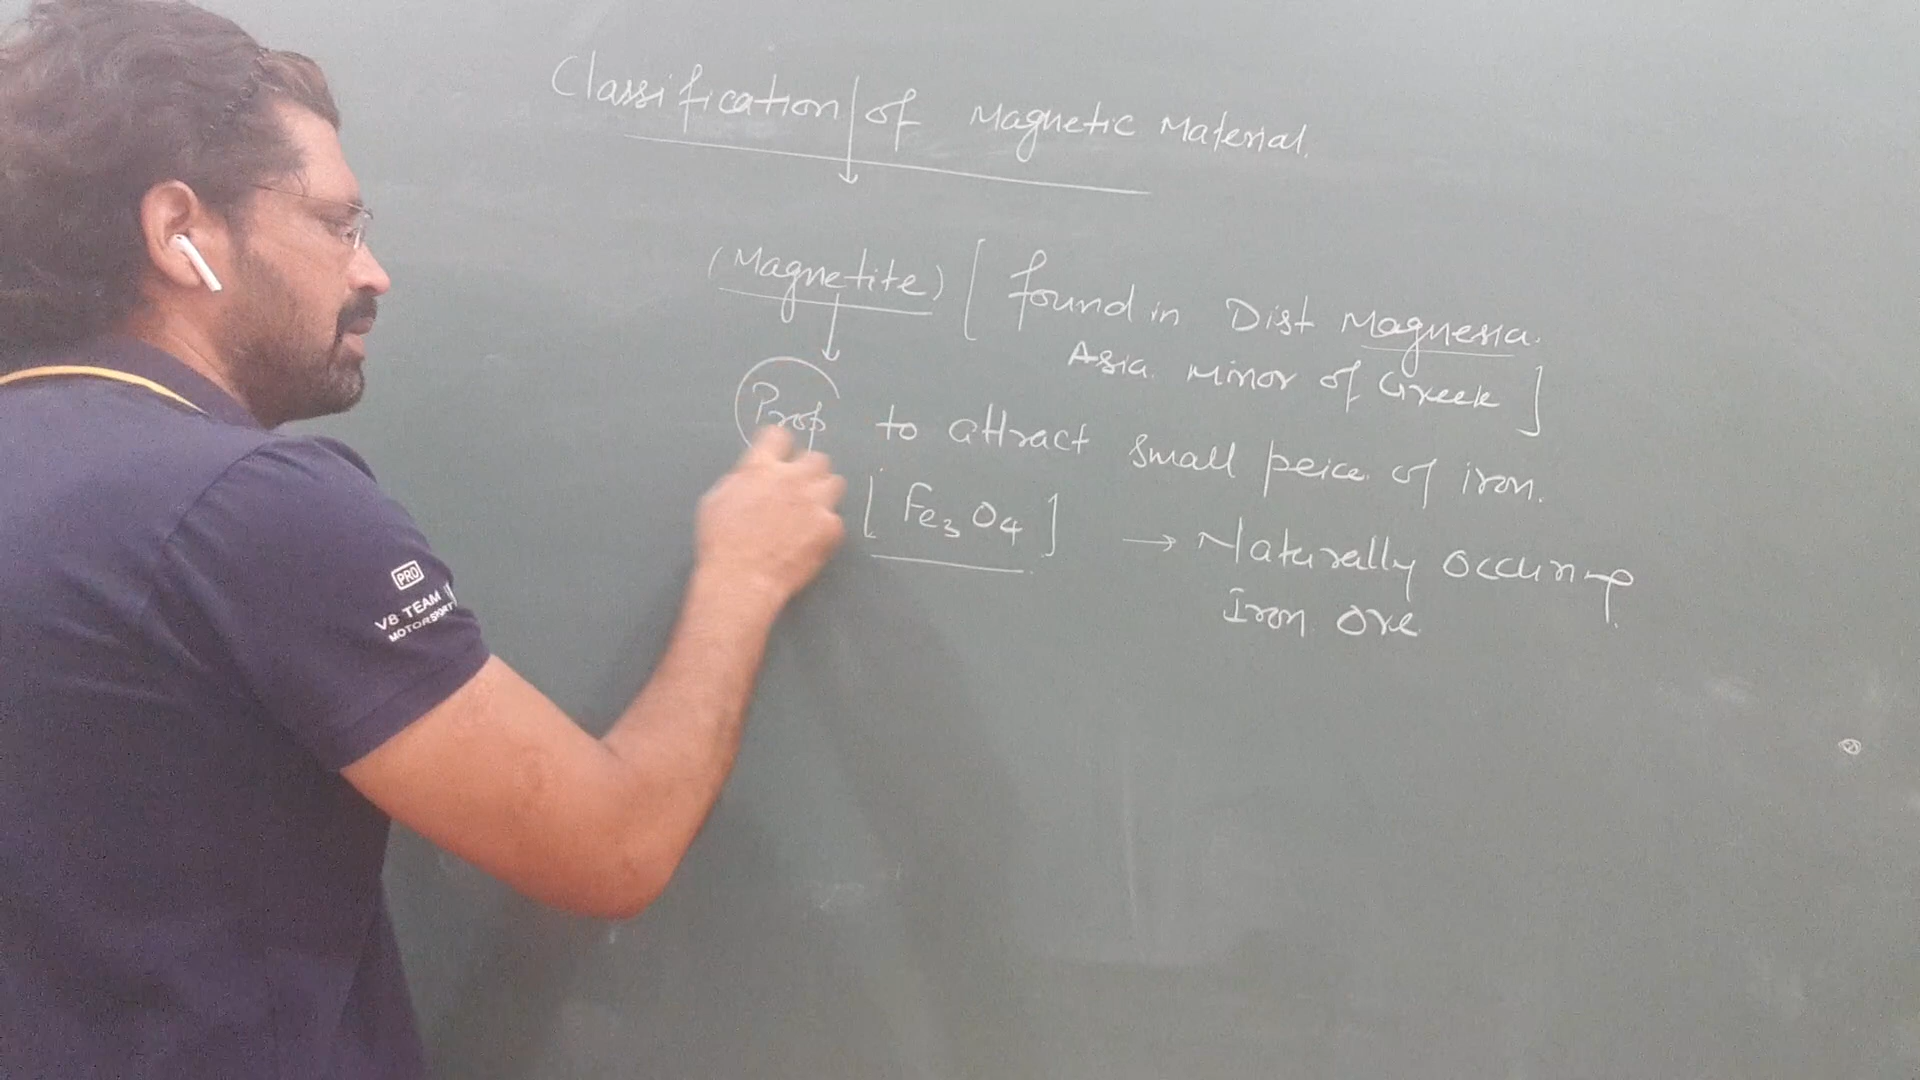 Classification of Magnetic Material.
(Magnetite) [ found in Dist Magnesia.
Asia Minor of Greek ]
Prop to attract small peice of iron.
[ Fe3O4 ] → Naturally occuring
Iron Ore
PRO
V8 TEAM
MOTORSPORT